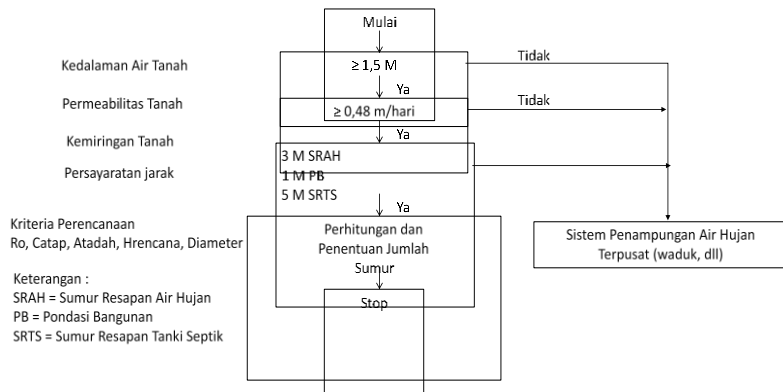 Mulai
Kedalaman Air Tanah
≥ 1,5 M
Tidak
Ya
Permeabilitas Tanah
≥ 0,48 m/hari
Tidak
Ya
Kemiringan Tanah
Persayaratan jarak
3 M SRAH
1 M PB
5 M SRTS
Ya
Kriteria Perencanaan
Ro, Catap, Atadah, Hrencana, Diameter
Perhitungan dan
Penentuan Jumlah
Sumur
Sistem Penampungan Air Hujan
Terpusat (waduk, dll)
Stop
Keterangan :
SRAH = Sumur Resapan Air Hujan
PB = Pondasi Bangunan
SRTS = Sumur Resapan Tanki Septik